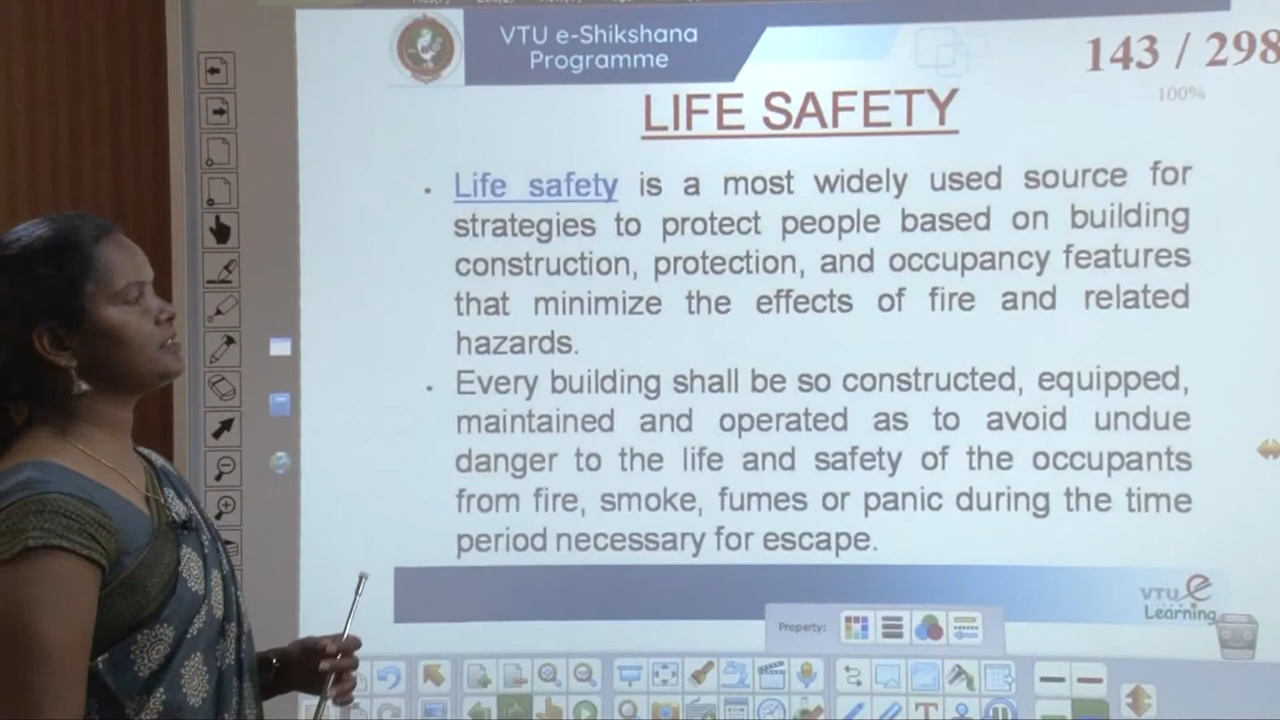 VTU e-Shikshana
Programme
143 / 298
100%
LIFE SAFETY
Life safety is a most widely used source for
strategies to protect people based on building
construction, protection, and occupancy features
that minimize the effects of fire and related
hazards.
Every building shall be so constructed, equipped,
maintained and operated as to avoid undue
danger to the life and safety of the occupants
from fire, smoke, fumes or panic during the time
period necessary for escape.
VTU e
Learning
Property: